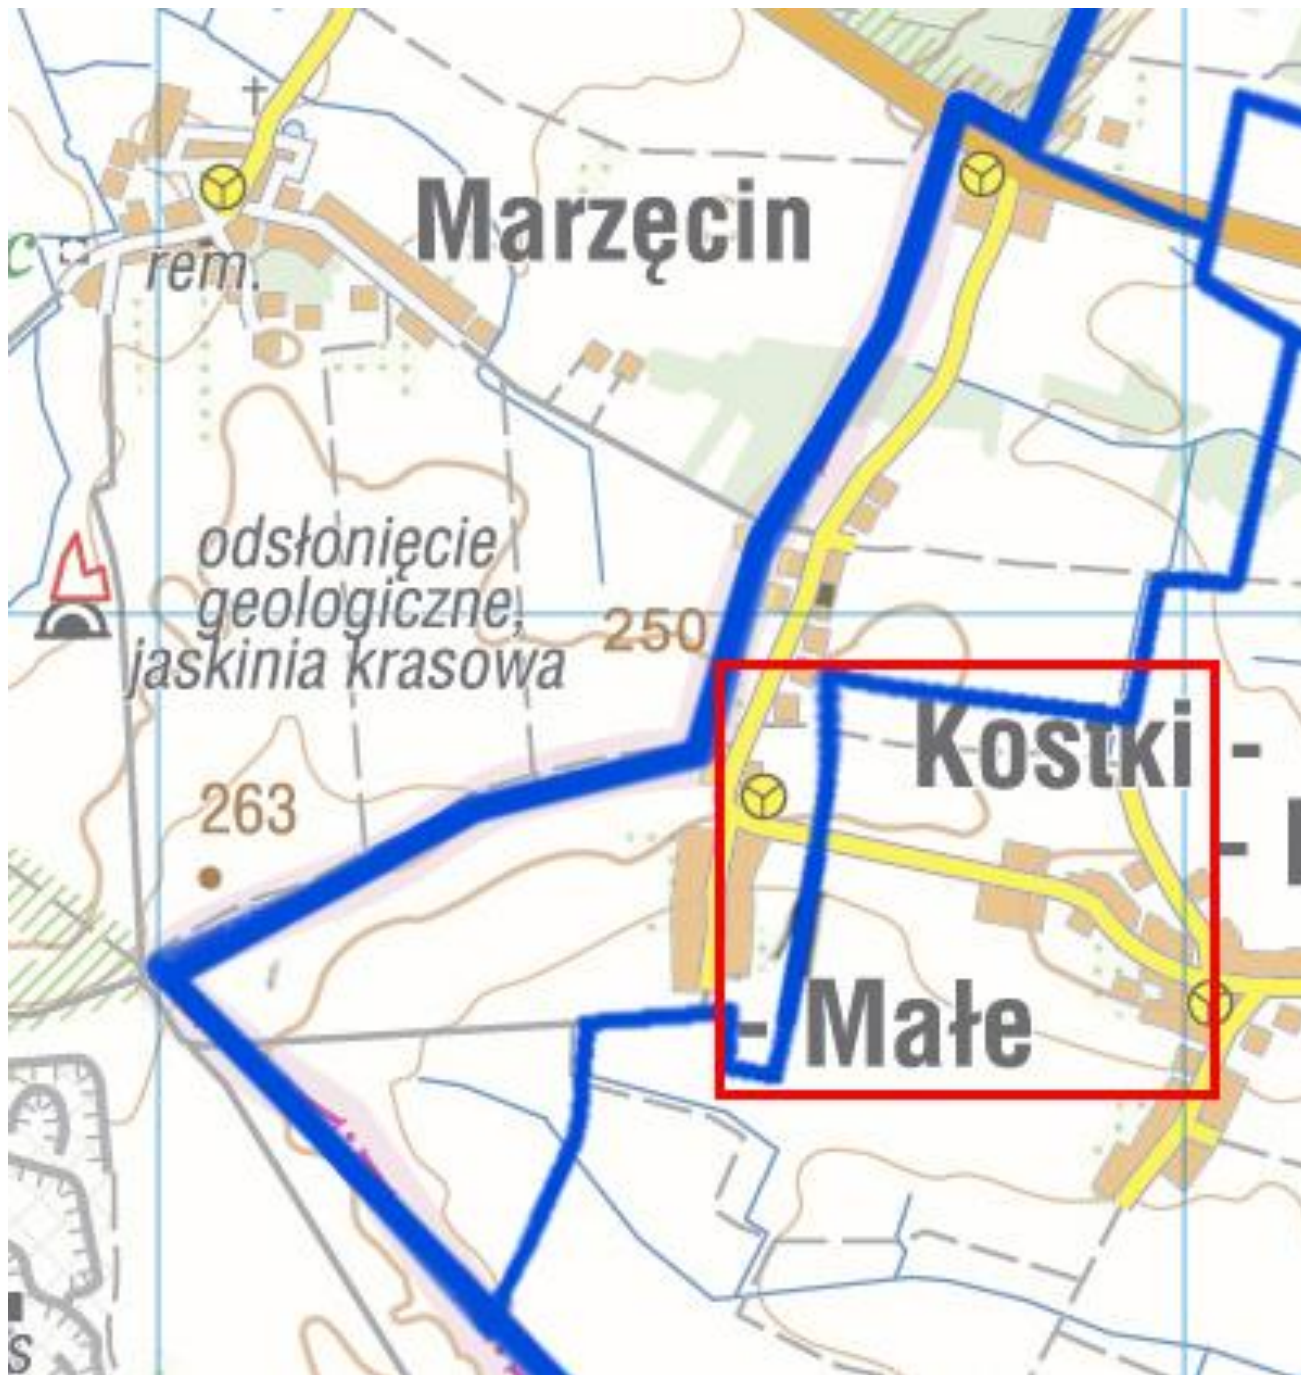 Marzęcin
rem.
odsłonięcie
geologiczne,
jaskinia krasowa
250
Kostki -
263
- Małe